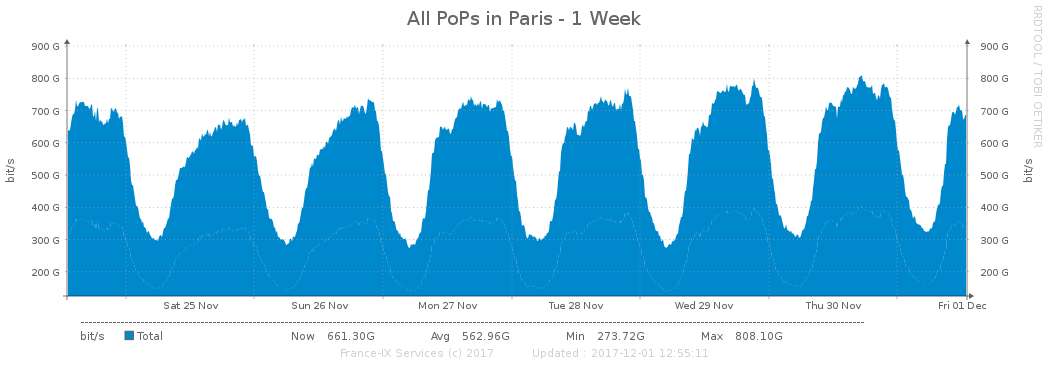 All PoPs in Paris - 1 Week
RRDTOOL / TOBI OETIKER
bit/s
900 G
800 G
700 G
600 G
500 G
400 G
300 G
200 G
900 G
800 G
700 G
600 G
500 G
400 G
300 G
200 G
bit/s
Sat 25 Nov Sun 26 Nov Mon 27 Nov Tue 28 Nov Wed 29 Nov Thu 30 Nov Fri 01 Dec
bit/s Total Now 661.30G Avg 562.96G Min 273.72G Max 808.10G
France-IX Services (c) 2017 Updated : 2017-12-01 12:55:11